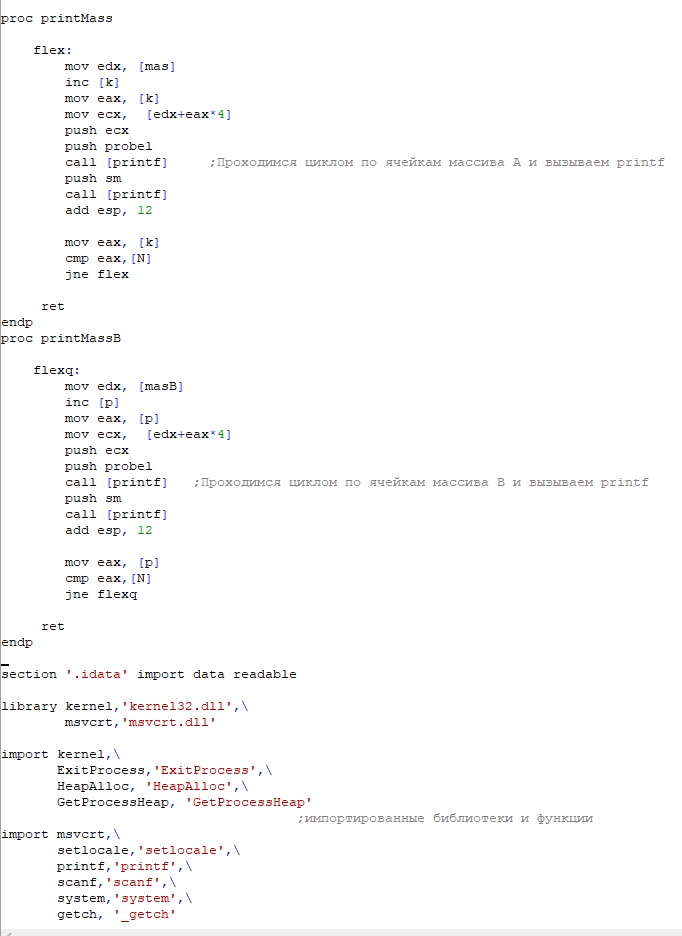 proc printMass
flex:
mov edx, [mas]
inc [k]
mov eax, [k]
mov ecx,  [edx+eax*4]
push ecx
push probel
call [printf]     ;Проходимся циклом по ячейкам массива A и вызываем printf
push sm
call [printf]
add esp, 12
mov eax, [k]
cmp eax,[N]
jne flex
ret
endp
proc printMassB
flexq:
mov edx, [masB]
inc [p]
mov eax, [p]
mov ecx,  [edx+eax*4]
push ecx
push probel
call [printf]   ;Проходимся циклом по ячейкам массива B и вызываем printf
push sm
call [printf]
add esp, 12
mov eax, [p]
cmp eax,[N]
jne flexq
ret
endp
section '.idata' import data readable
library kernel,'kernel32.dll',\
msvcrt,'msvcrt.dll'
import kernel,\
ExitProcess,'ExitProcess',\
HeapAlloc, 'HeapAlloc',\
GetProcessHeap, 'GetProcessHeap'
;импортированные библиотеки и функции
import msvcrt,\
setlocale,'setlocale',\
printf,'printf',\
scanf,'scanf',\
system,'system',\
getch, '_getch'